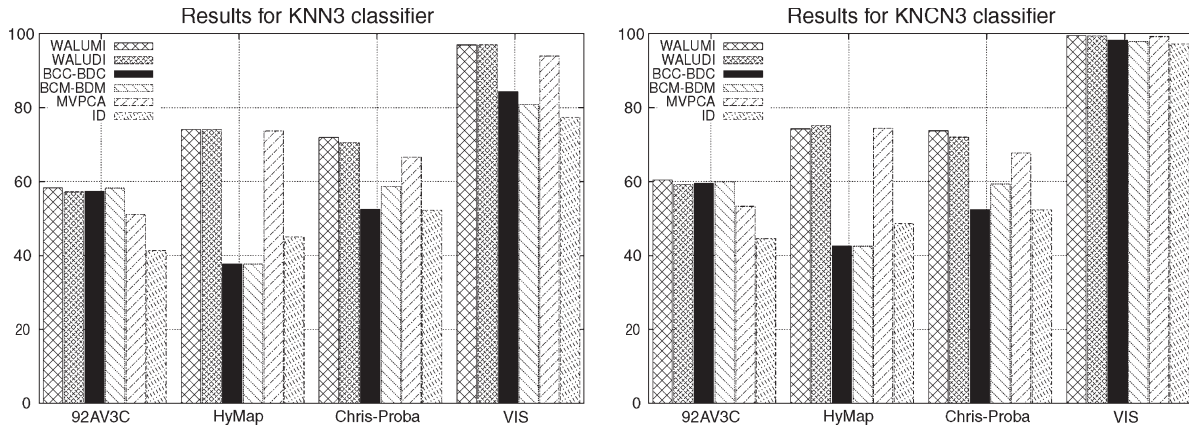 Results for KNN3 classifier
100
80
60
40
20
0
WALUMI
WALUDI
BCC-BDC
BCM-BDM
MVPCA
ID
92AV3C
HyMap
Chris-Proba
VIS
Results for KNCN3 classifier
100
80
60
40
20
0
WALUMI
WALUDI
BCC-BDC
BCM-BDM
MVPCA
ID
92AV3C
HyMap
Chris-Proba
VIS